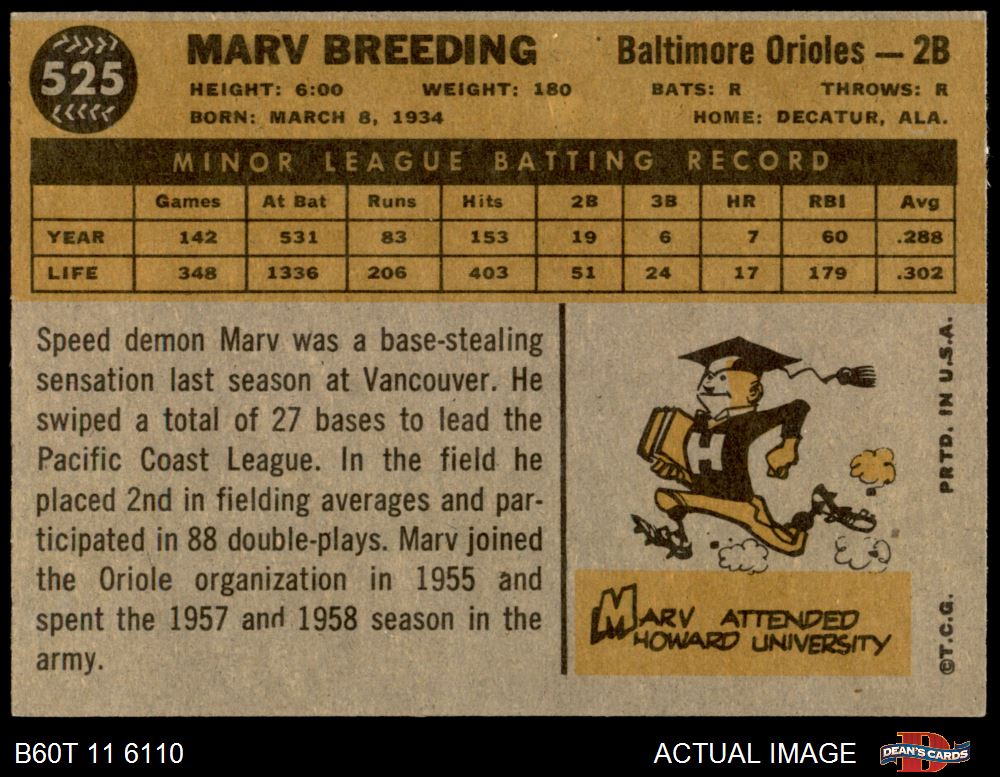 525
MARV BREEDING
Baltimore Orioles — 2B
HEIGHT: 6:00 WEIGHT: 180 BATS: R THROWS: R
BORN: MARCH 8, 1934 HOME: DECATUR, ALA.
MINOR LEAGUE BATTING RECORD
Games At Bat Runs Hits 2B 3B HR RBI Avg
YEAR 142 531 83 153 19 6 7 60 .288
LIFE 348 1336 206 403 51 24 17 179 .302
Speed demon Marv was a base-stealing
sensation last season at Vancouver. He
swiped a total of 27 bases to lead the
Pacific Coast League. In the field he
placed 2nd in fielding averages and par-
ticipated in 88 double-plays. Marv joined
the Oriole organization in 1955 and
spent the 1957 and 1958 season in the
army.
H
MARV ATTENDED
HOWARD UNIVERSITY
©T.C.G. PRTD. IN U.S.A.
B60T 11 6110
ACTUAL IMAGE
D
DEAN'S CARDS